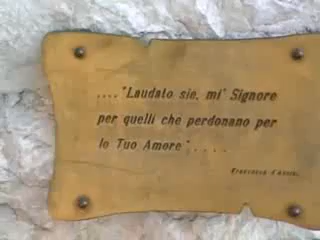 ...."Laudato sie, mi' Signore
per quelli che perdonano per
lo Tuo Amore"....
Francesco d'Assisi